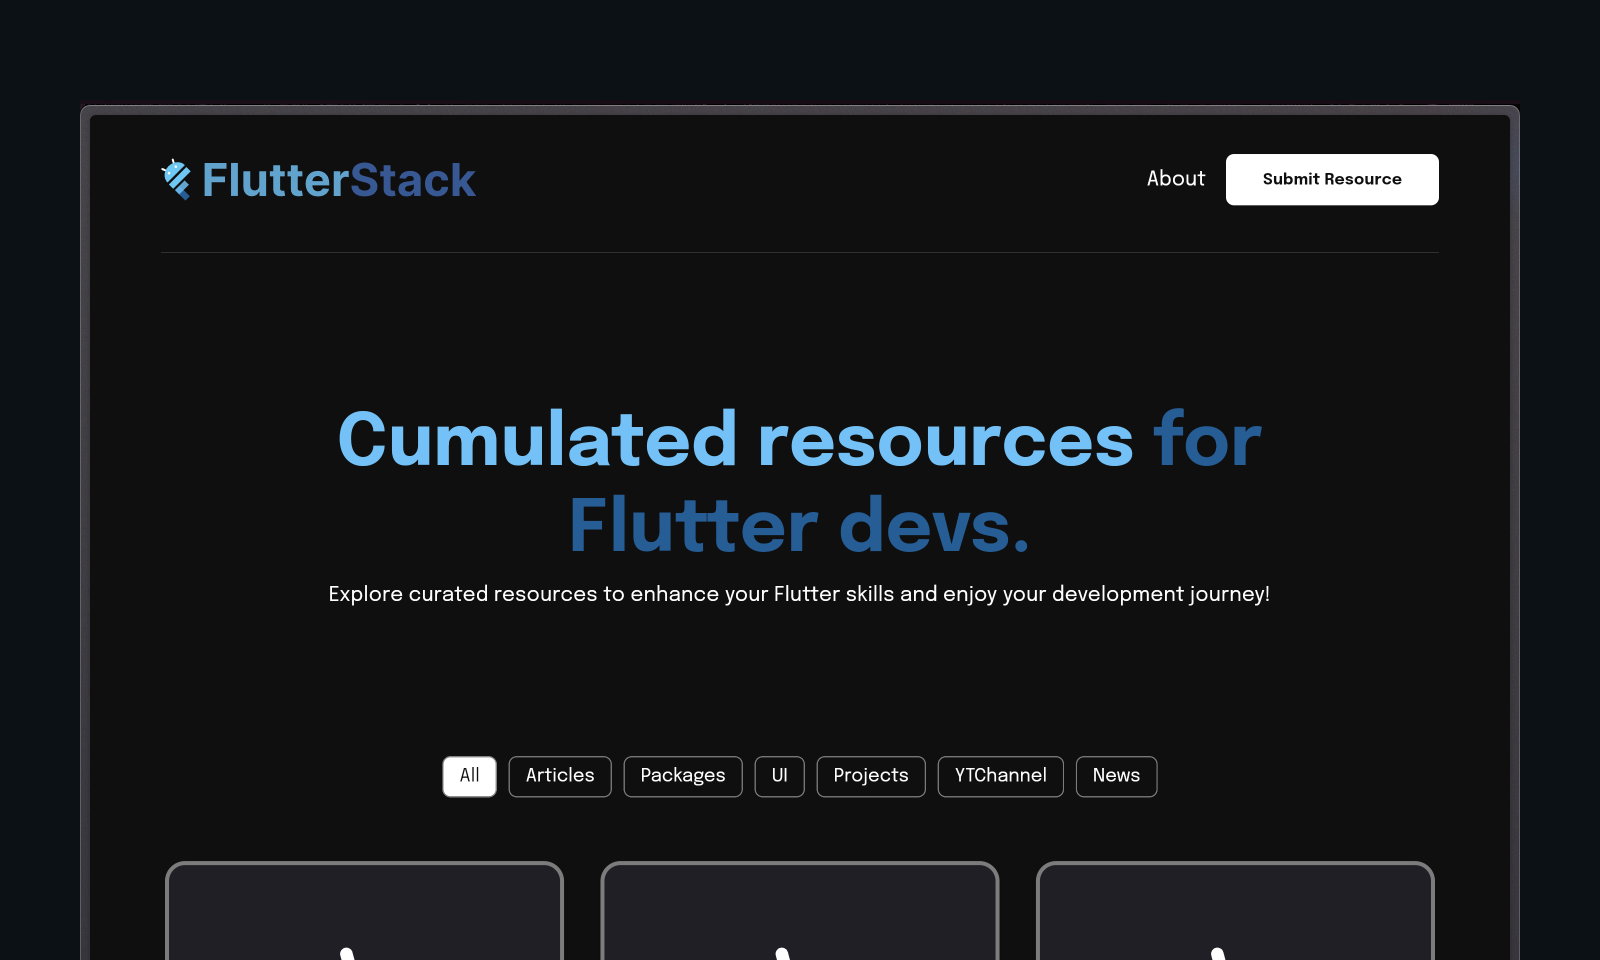 FlutterStack
About
Submit Resource
Cumulated resources for
Flutter devs.
Explore curated resources to enhance your Flutter skills and enjoy your development journey!
All
Articles
Packages
UI
Projects
YTChannel
News